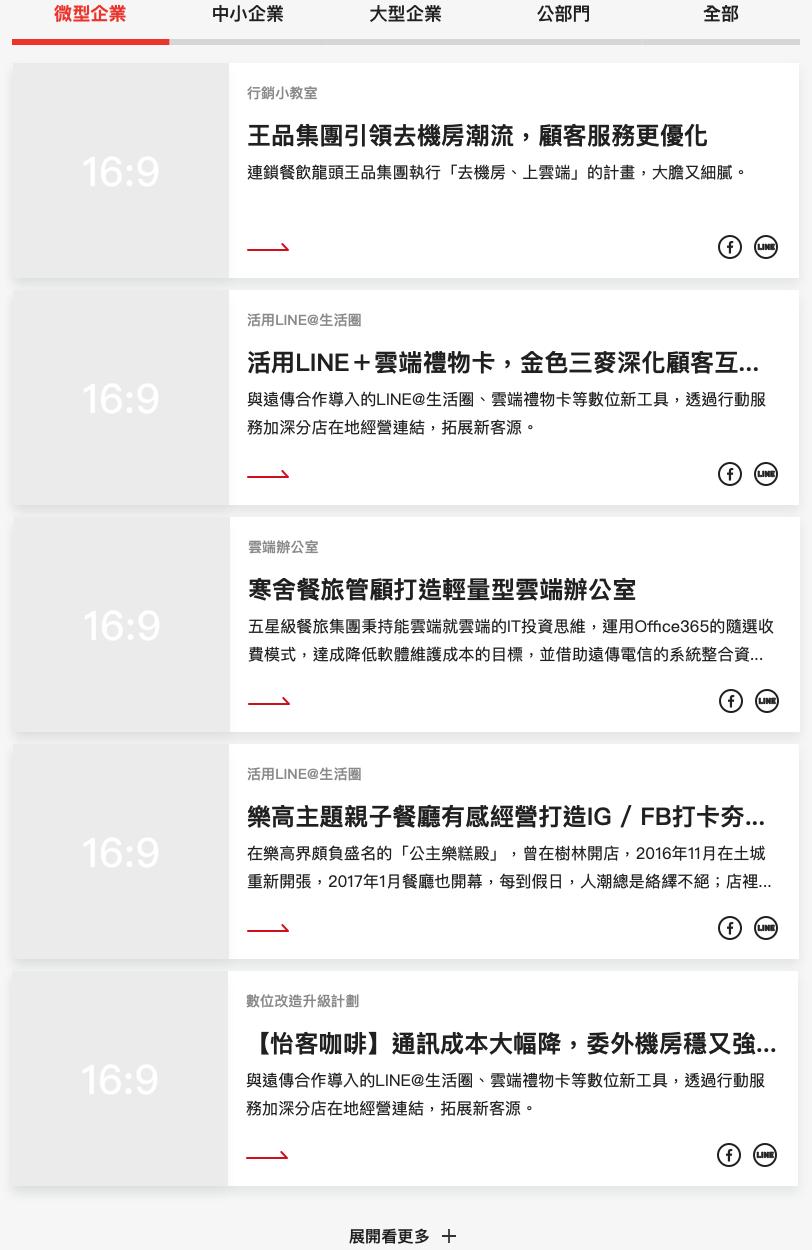 微型企業
中小企業
大型企業
公部門
全部
16:9
行銷小教室
王品集團引領去機房潮流，顧客服務更優化
連鎖餐飲龍頭王品集團執行「去機房、上雲端」的計畫，大膽又細膩。
LINE
16:9
活用LINE@生活圈
活用LINE＋雲端禮物卡，金色三麥深化顧客互...
與遠傳合作導入的LINE@生活圈、雲端禮物卡等數位新工具，透過行動服
務加深分店在地經營連結，拓展新客源。
LINE
16:9
雲端辦公室
寒舍餐旅管顧打造輕量型雲端辦公室
五星級餐旅集團秉持能雲端就雲端的IT投資思維，運用Office365的隨選收
費模式，達成降低軟體維護成本的目標，並借助遠傳電信的系統整合資...
LINE
16:9
活用LINE@生活圈
樂高主題親子餐廳有感經營打造IG / FB打卡夯...
在樂高界頗負盛名的「公主樂糕殿」，曾在樹林開店，2016年11月在土城
重新開張，2017年1月餐廳也開幕，每到假日，人潮總是絡繹不絕；店裡...
LINE
16:9
數位改造升級計劃
【怡客咖啡】通訊成本大幅降，委外機房穩又強...
與遠傳合作導入的LINE@生活圈、雲端禮物卡等數位新工具，透過行動服
務加深分店在地經營連結，拓展新客源。
LINE
展開看更多 ＋